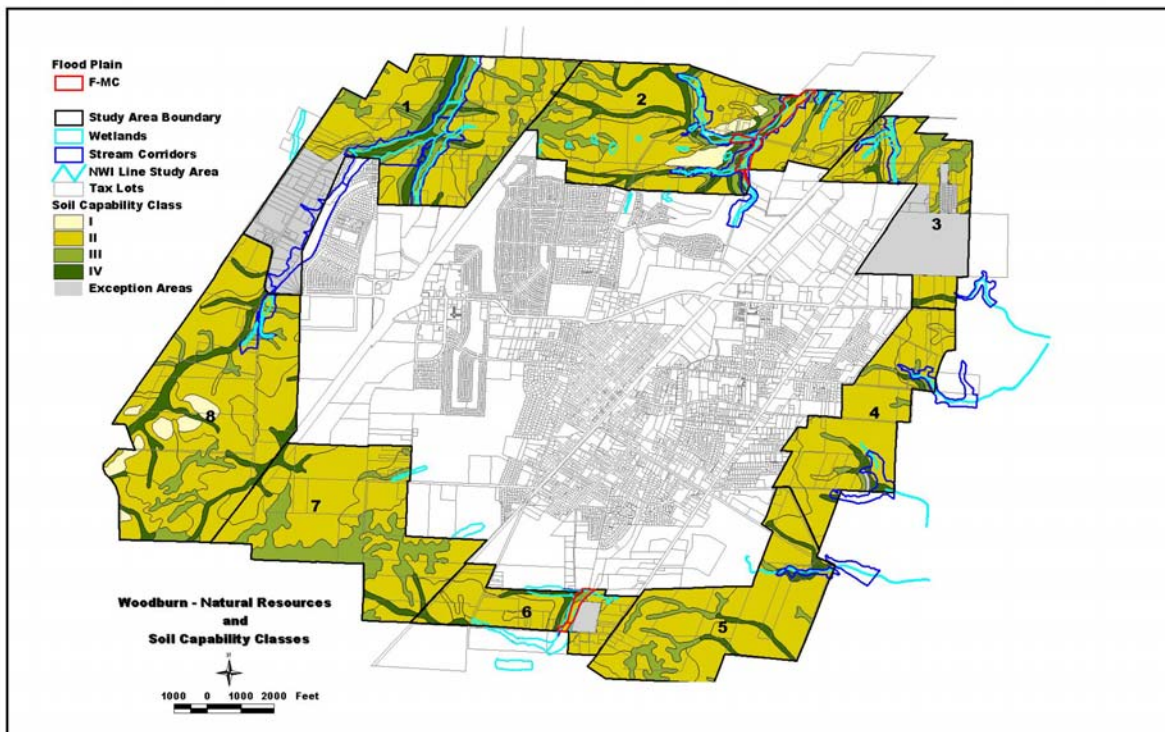 Flood Plain
F-MC
Study Area Boundary
Wetlands
Stream Corridors
NWI Line Study Area
Tax Lots
Soil Capability Class
I
II
III
IV
Exception Areas
1
2
3
4
5
6
7
8
Woodburn - Natural Resources
and
Soil Capability Classes
1000 0 1000 2000 Feet